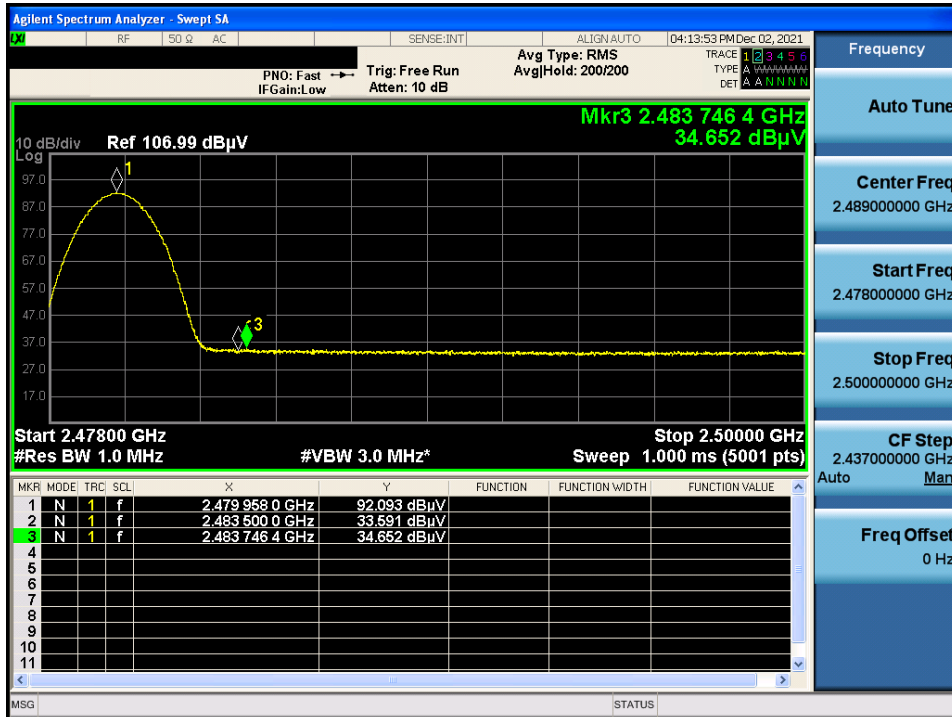 Agilent Spectrum Analyzer - Swept SA
LXI RF 50 Ω AC SENSE:INT ALIGN AUTO 04:13:53 PM Dec 02, 2021
PNO: Fast
IFGain:Low
Trig: Free Run
Atten: 10 dB
Avg Type: RMS
Avg|Hold: 200/200
TRACE 1 2 3 4 5 6
TYPE A WWWWW
DET A A N N N N
Mkr3 2.483 746 4 GHz
34.652 dBµV
10 dB/div Ref 106.99 dBµV
Log
97.0
87.0
77.0
67.0
57.0
47.0
37.0
27.0
17.0
1
3
Start 2.47800 GHz Stop 2.50000 GHz
#Res BW 1.0 MHz #VBW 3.0 MHz* Sweep 1.000 ms (5001 pts)
MKR MODE TRC SCL X Y FUNCTION FUNCTION WIDTH FUNCTION VALUE
1 N 1 f 2.479 958 0 GHz 92.093 dBµV
2 N 1 f 2.483 500 0 GHz 33.591 dBµV
3 N 1 f 2.483 746 4 GHz 34.652 dBµV
4
5
6
7
8
9
10
11
MSG STATUS
Frequency
Auto Tune
Center Freq
2.489000000 GHz
Start Freq
2.478000000 GHz
Stop Freq
2.500000000 GHz
CF Step
2.437000000 GHz
Auto Man
Freq Offset
0 Hz